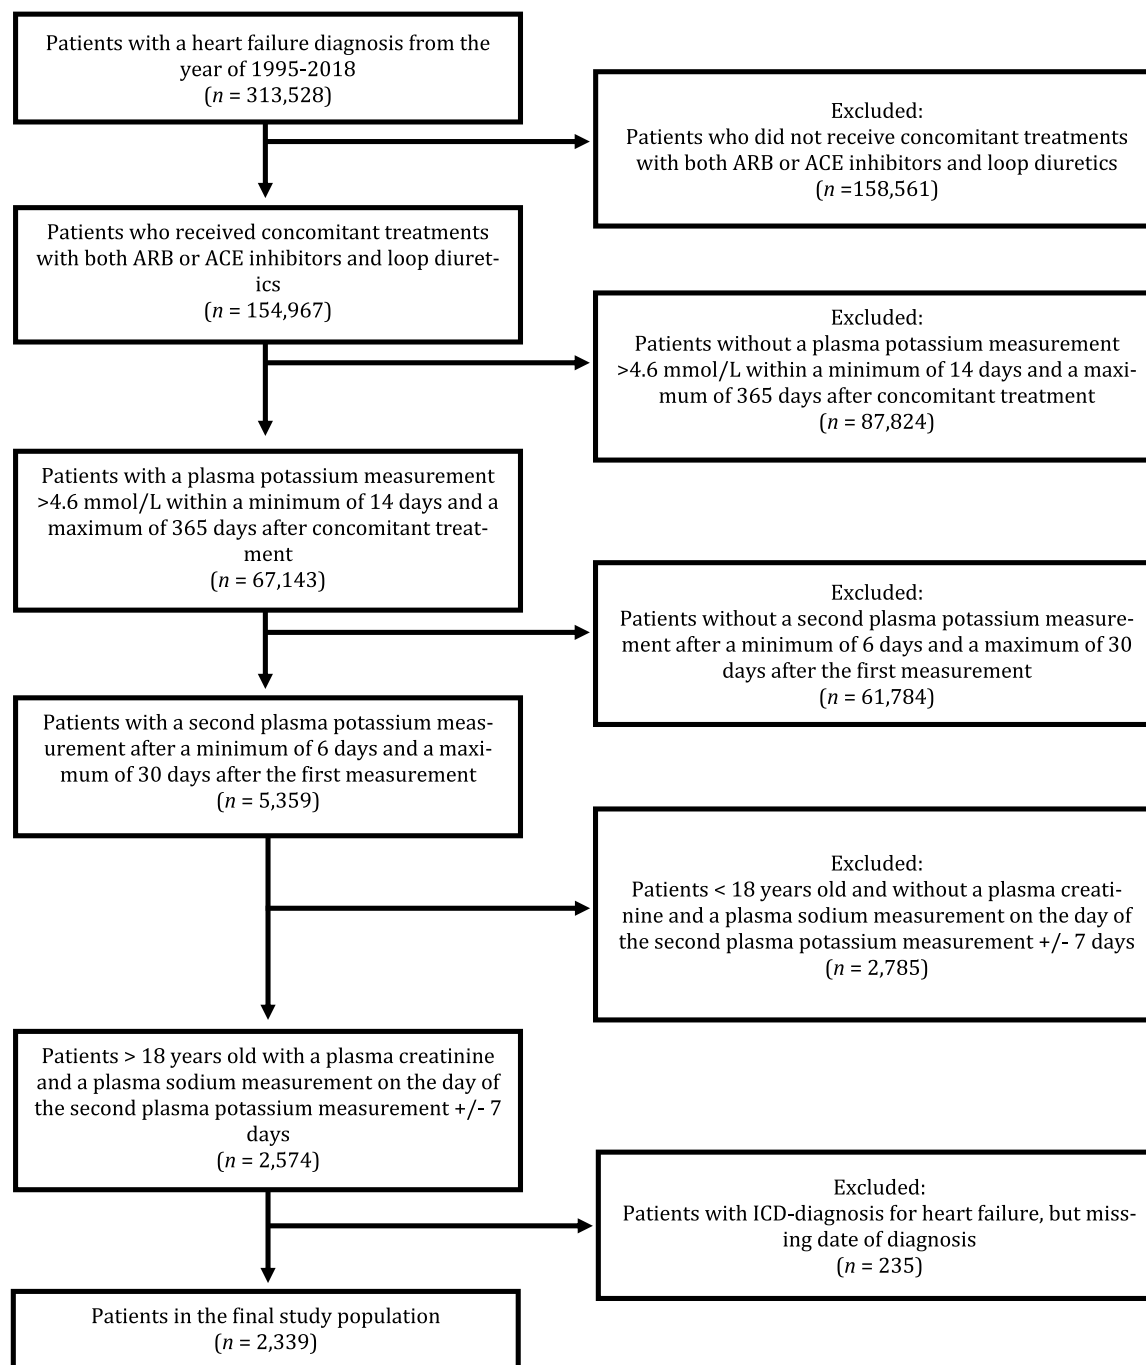 Patients with a heart failure diagnosis from the
year of 1995-2018
(n = 313,528)
Excluded:
Patients who did not receive concomitant treatments
with both ARB or ACE inhibitors and loop diuretics
(n =158,561)
Patients who received concomitant treatments
with both ARB or ACE inhibitors and loop diuret-
ics
(n = 154,967)
Excluded:
Patients without a plasma potassium measurement
>4.6 mmol/L within a minimum of 14 days and a maxi-
mum of 365 days after concomitant treatment
(n = 87,824)
Patients with a plasma potassium measurement
>4.6 mmol/L within a minimum of 14 days and a
maximum of 365 days after concomitant treat-
ment
(n = 67,143)
Excluded:
Patients without a second plasma potassium measure-
ment after a minimum of 6 days and a maximum of 30
days after the first measurement
(n = 61,784)
Patients with a second plasma potassium meas-
urement after a minimum of 6 days and a maxi-
mum of 30 days after the first measurement
(n = 5,359)
Excluded:
Patients < 18 years old and without a plasma creati-
nine and a plasma sodium measurement on the day of
the second plasma potassium measurement +/- 7 days
(n = 2,785)
Patients > 18 years old with a plasma creatinine
and a plasma sodium measurement on the day of
the second plasma potassium measurement +/- 7
days
(n = 2,574)
Excluded:
Patients with ICD-diagnosis for heart failure, but miss-
ing date of diagnosis
(n = 235)
Patients in the final study population
(n = 2,339)